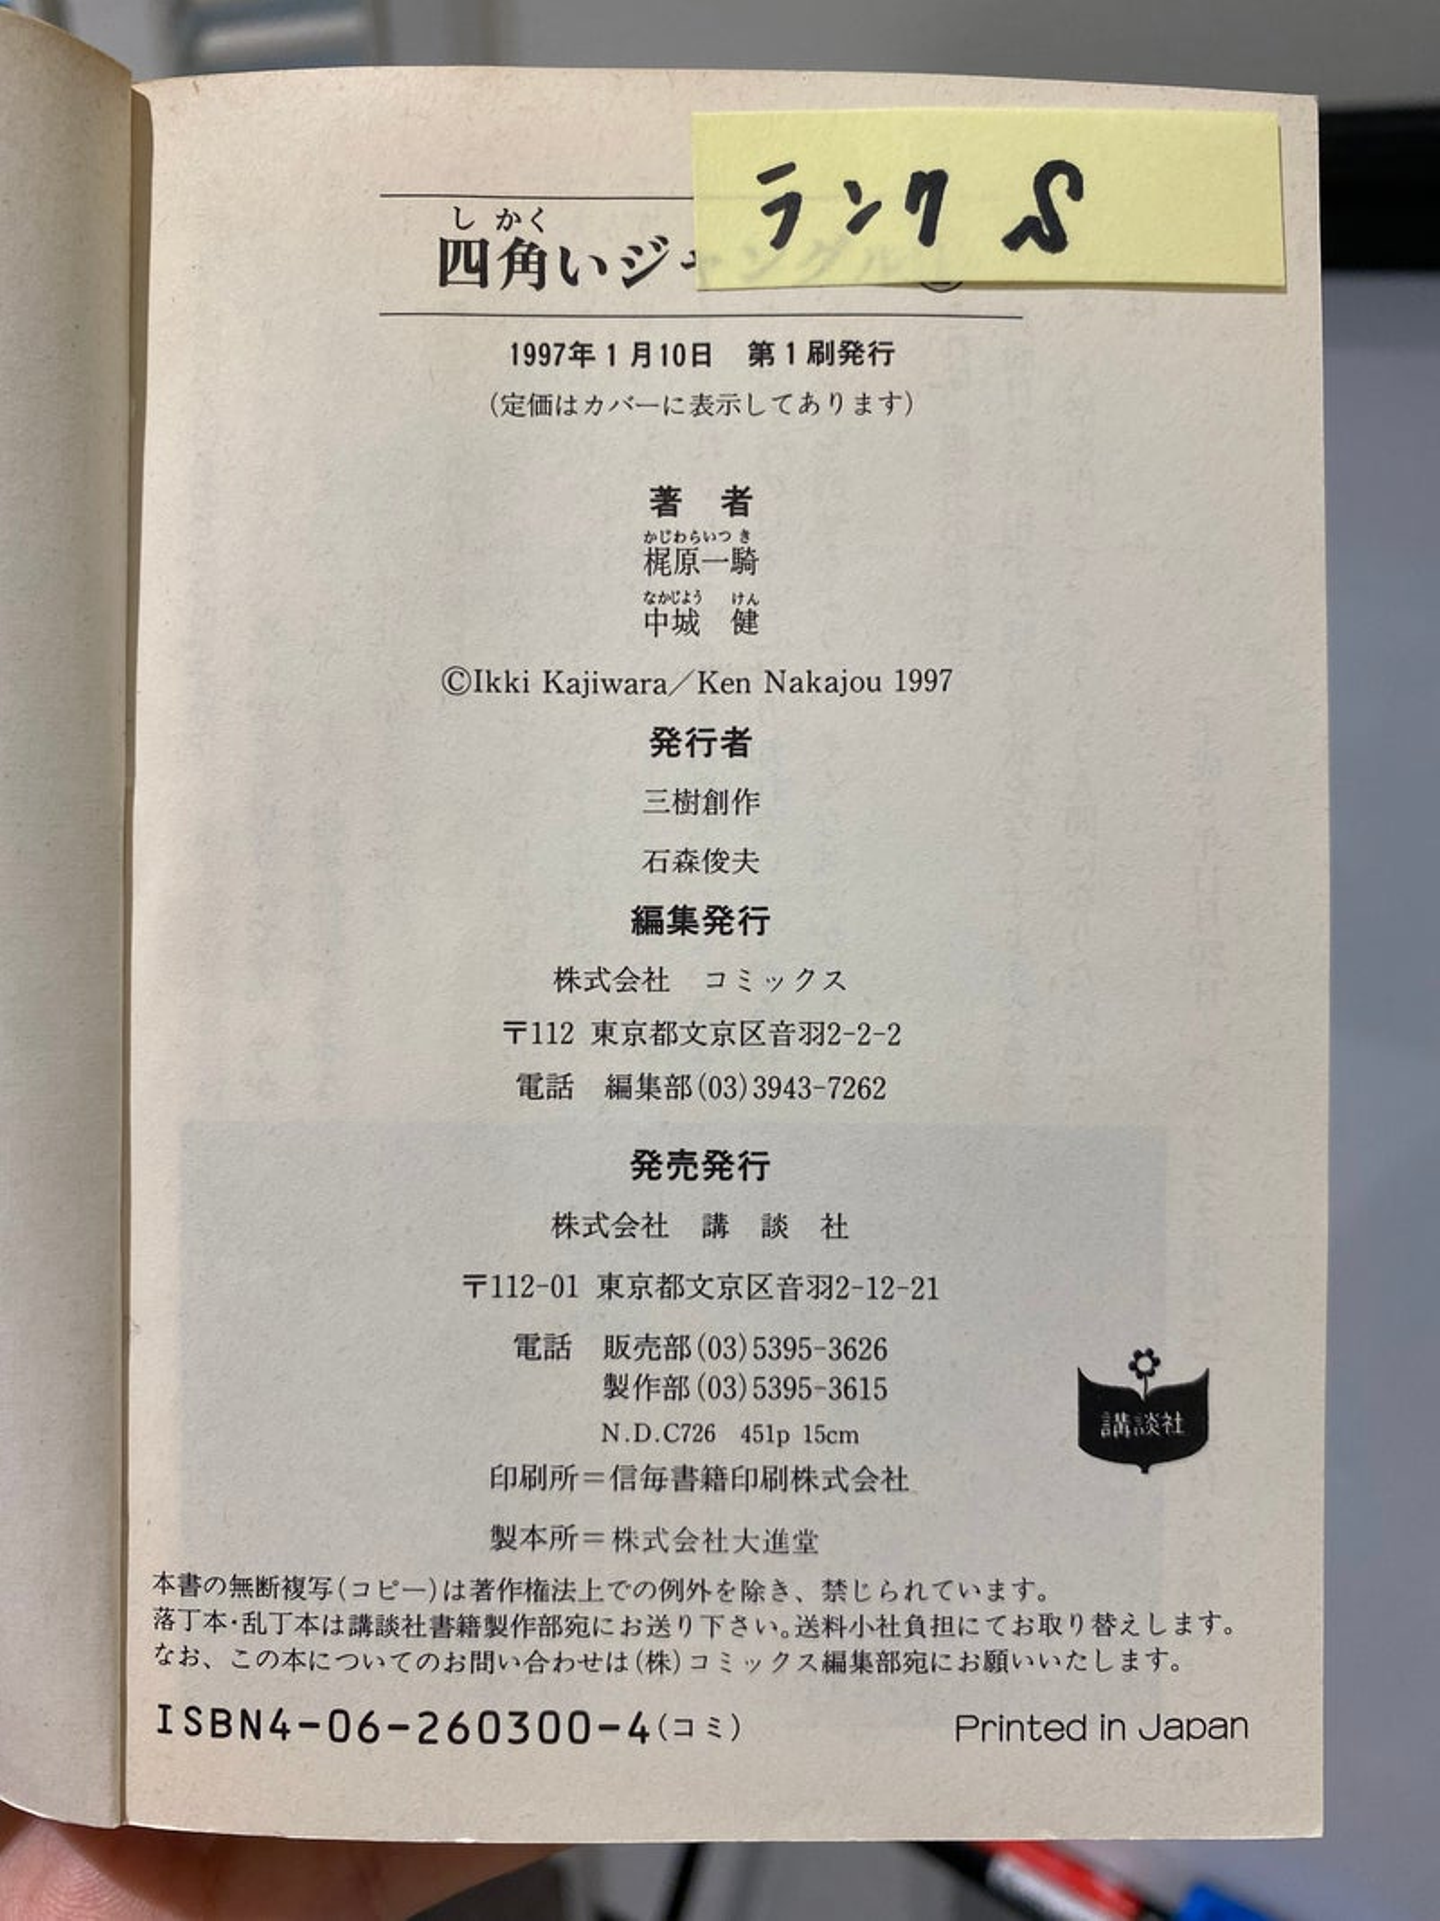 ランク S
し かく
四角いジャングル
1997年1月10日 第1刷発行
(定価はカバーに表示してあります)
著 者
かじわらいつ き
梶原一騎
なかじょう けん
中城 健
©Ikki Kajiwara/Ken Nakajou 1997
発行者
三樹創作
石森俊夫
編集発行
株式会社 コミックス
〒112 東京都文京区音羽2-2-2
電話 編集部(03)3943-7262
発売発行
株式会社 講 談 社
〒112-01 東京都文京区音羽2-12-21
電話 販売部(03)5395-3626
製作部(03)5395-3615
N.D.C726 451p 15cm
講談社
印刷所=信毎書籍印刷株式会社
製本所=株式会社大進堂
本書の無断複写(コピー)は著作権法上での例外を除き、禁じられています。
落丁本・乱丁本は講談社書籍製作部宛にお送り下さい。送料小社負担にてお取り替えします。
なお、この本についてのお問い合わせは(株)コミックス編集部宛にお願いいたします。
ISBN4-06-260300-4(コミ)
Printed in Japan